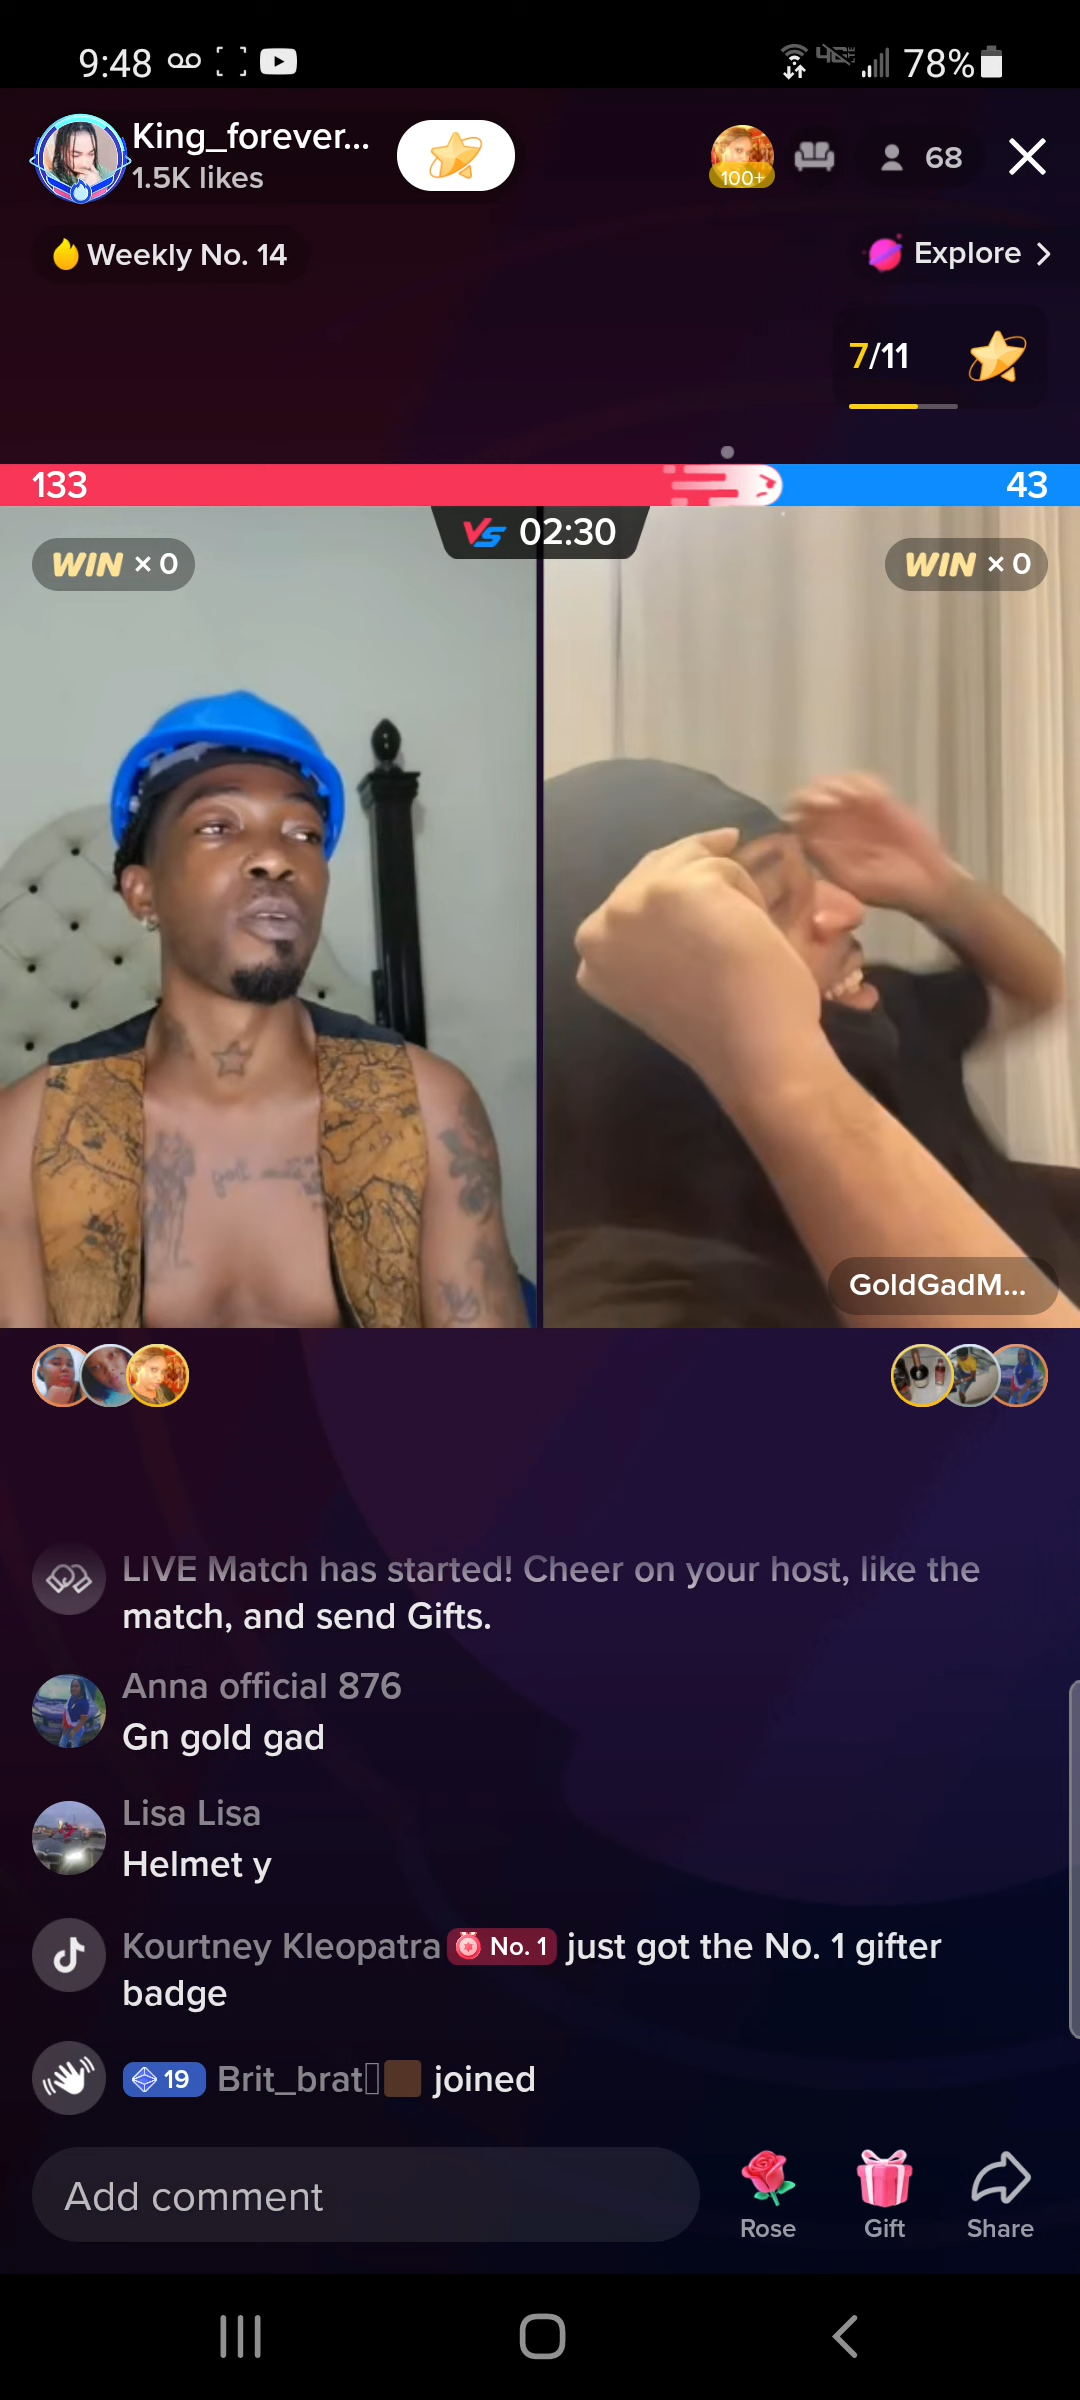 9:48
4G LTE 78%
King_forever...
1.5K likes
100+
68
Weekly No. 14
Explore >
7/11
133
43
VS 02:30
WIN × 0
WIN × 0
GoldGadM...
LIVE Match has started! Cheer on your host, like the
match, and send Gifts.
Anna official 876
Gn gold gad
Lisa Lisa
Helmet y
Kourtney Kleopatra No. 1 just got the No. 1 gifter
badge
19 Brit_brat joined
Add comment
Rose
Gift
Share